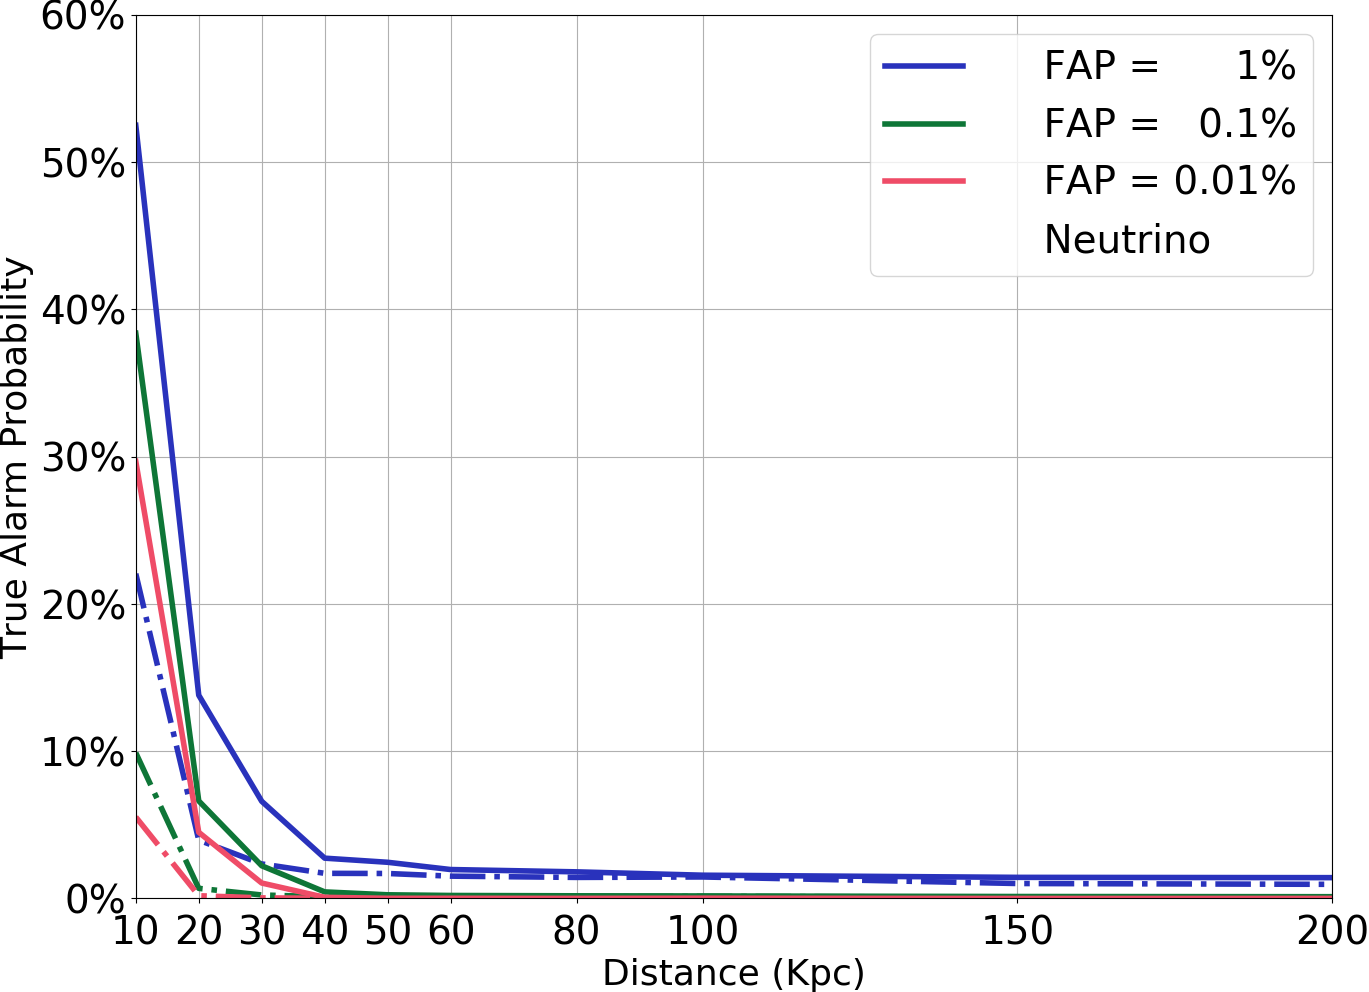 60%
50%
40%
30%
20%
10%
0%
True Alarm Probability
FAP = 1%
FAP = 0.1%
FAP = 0.01%
Neutrino
10 20 30 40 50 60 80 100 150 200
Distance (Kpc)